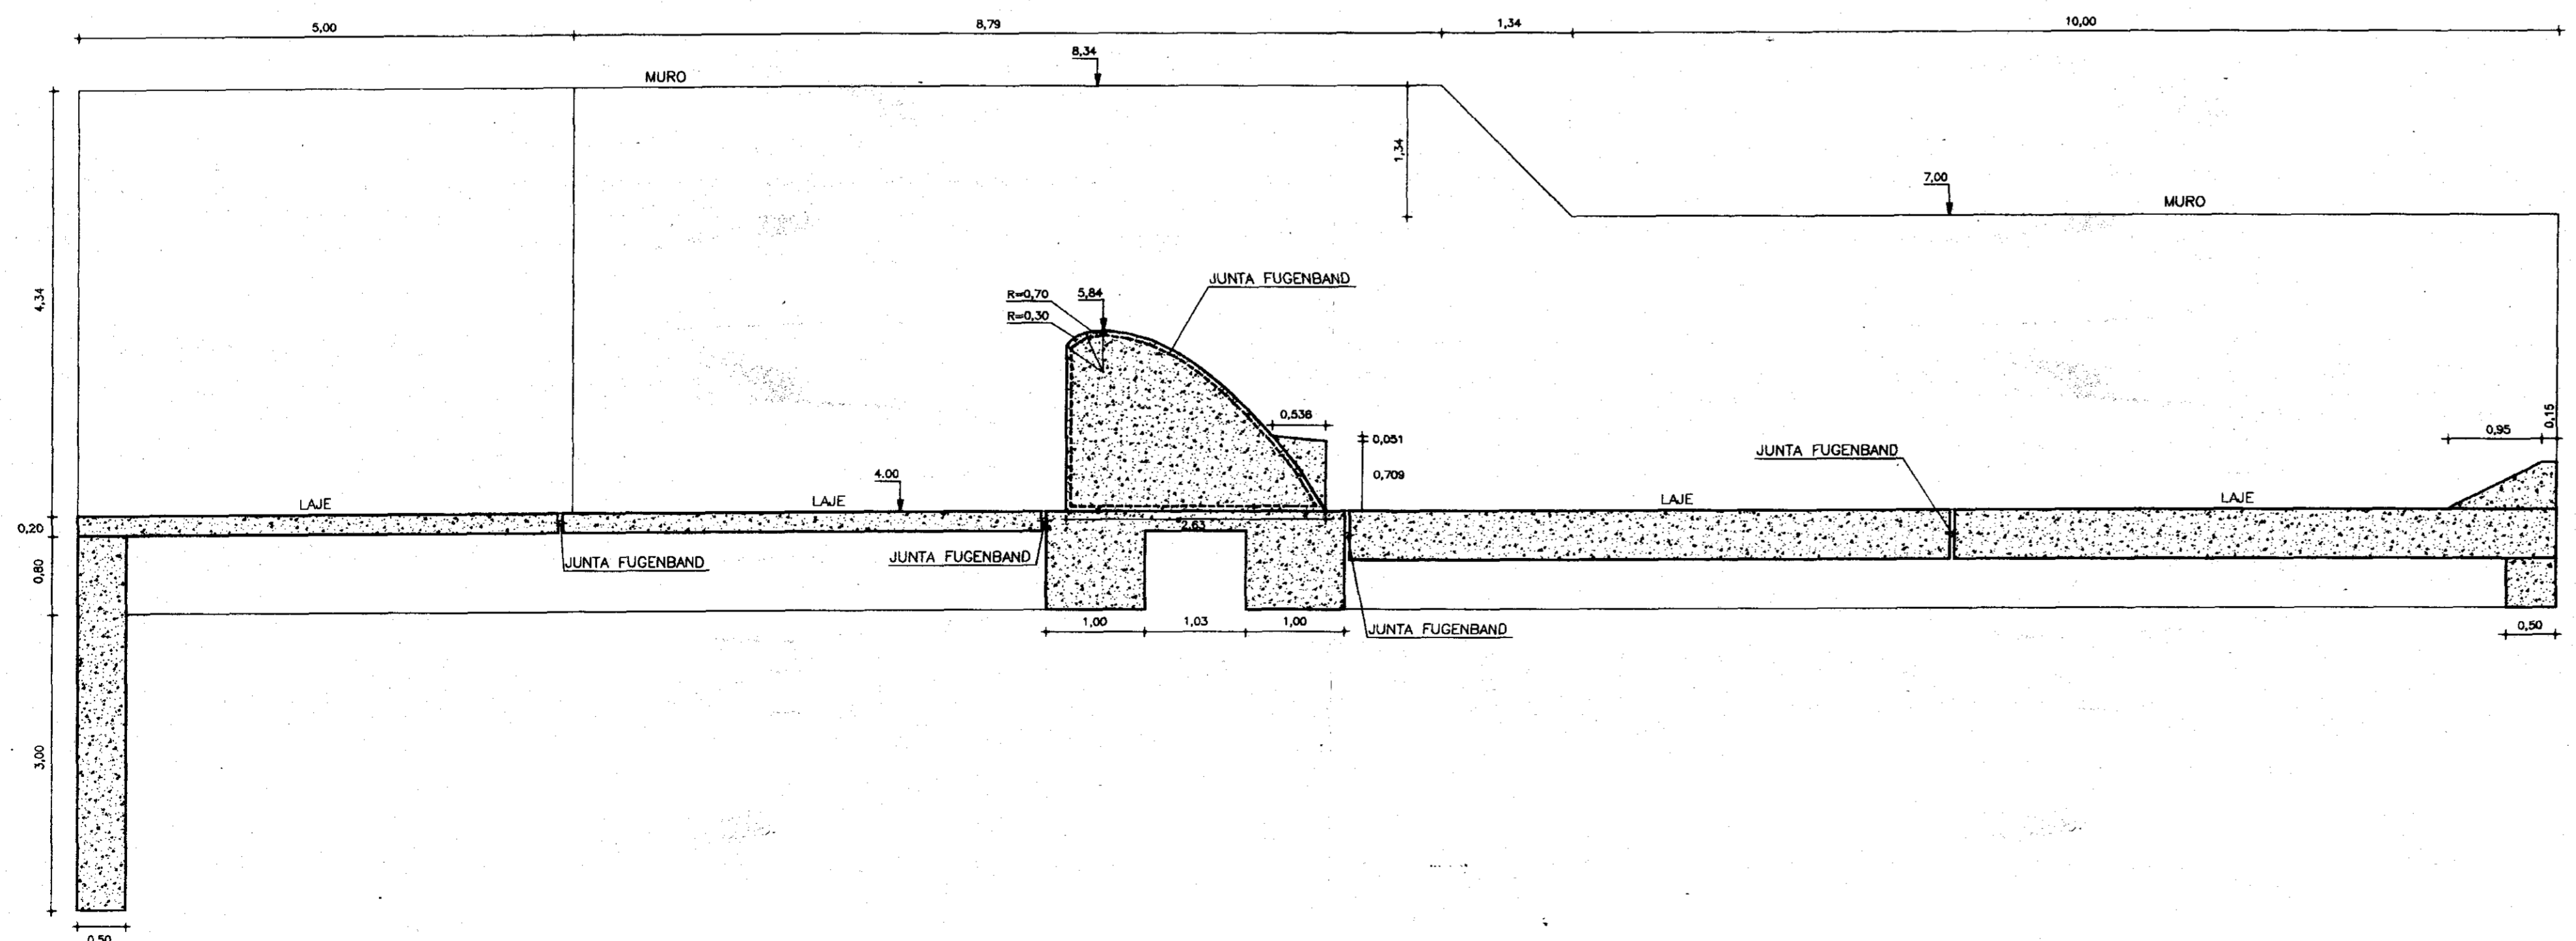 5,00
8,79
1,34
10,00
8,34
MURO
1,34
7,00
MURO
4,34
JUNTA FUGENBAND
R=0,70
5,84
R=0,30
0,536
0,051
0,709
JUNTA FUGENBAND
0,95
0,15
4.00
LAJE
LAJE
LAJE
LAJE
0,20
2,63
JUNTA FUGENBAND
JUNTA FUGENBAND
0,80
1,00
1,03
1,00
JUNTA FUGENBAND
0,50
3,00
0,50